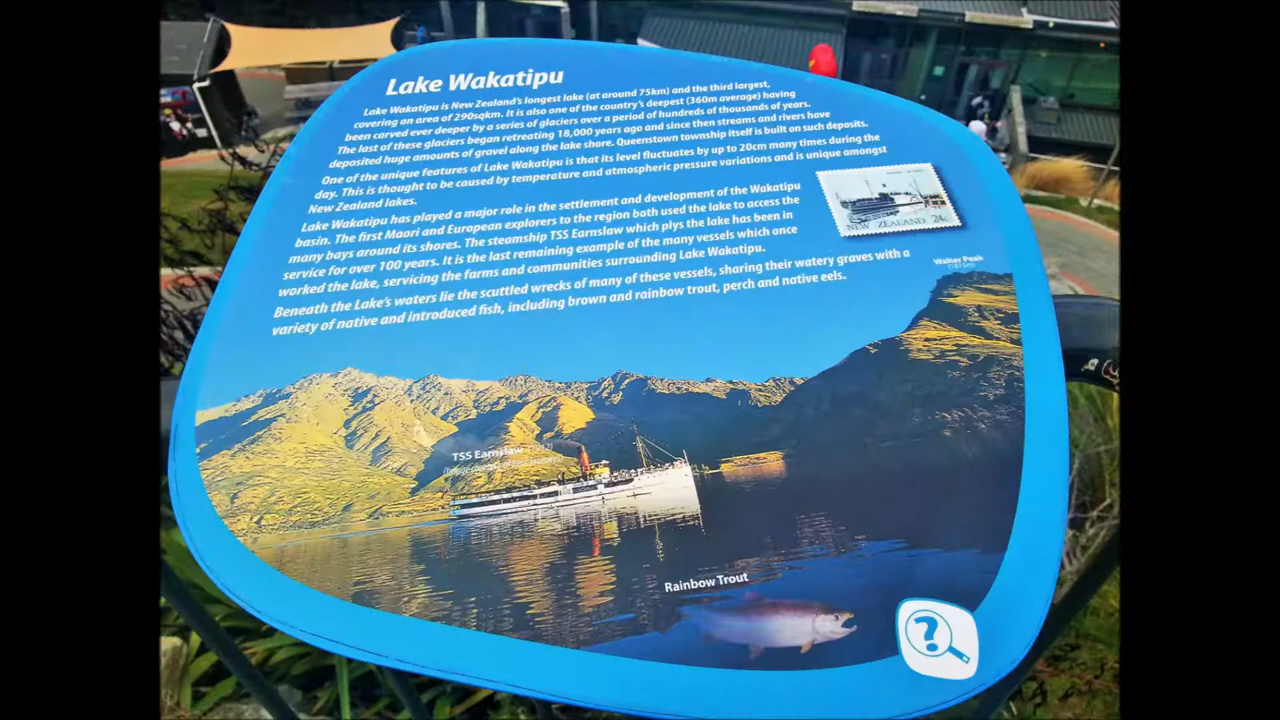 Lake Wakatipu
Lake Wakatipu is New Zealand's longest lake (at around 75km) and the third largest,
covering an area of 290sqkm. It is also one of the country's deepest (360m average) having
been carved ever deeper by a series of glaciers over a period of hundreds of thousands of years.
The last of these glaciers began retreating 18,000 years ago and since then streams and rivers have
deposited huge amounts of gravel along the lake shore. Queenstown township itself is built on such deposits.
One of the unique features of Lake Wakatipu is that its level fluctuates by up to 20cm many times during the
day. This is thought to be caused by temperature and atmospheric pressure variations and is unique amongst
New Zealand lakes.
Lake Wakatipu has played a major role in the settlement and development of the Wakatipu
basin. The first Maori and European explorers to the region both used the lake to access the
many bays around its shores. The steamship TSS Earnslaw which plys the lake has been in
service for over 100 years. It is the last remaining example of the many vessels which once
worked the lake, servicing the farms and communities surrounding Lake Wakatipu.
Beneath the Lake's waters lie the scuttled wrecks of many of these vessels, sharing their watery graves with a
variety of native and introduced fish, including brown and rainbow trout, perch and native eels.
NEW ZEALAND 24c
Walter Peak
TSS Earnslaw (1912)
Rainbow Trout
?